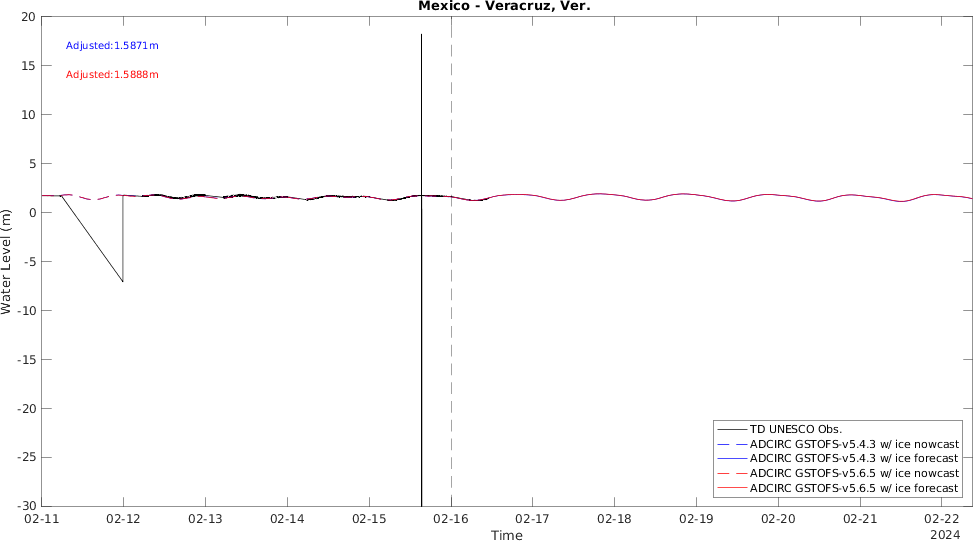 Mexico - Veracruz, Ver.
Adjusted:1.5871m
Adjusted:1.5888m
20
15
10
5
0
-5
-10
-15
-20
-25
-30
Water Level (m)
TD UNESCO Obs.
ADCIRC GSTOFS-v5.4.3 w/ ice nowcast
ADCIRC GSTOFS-v5.4.3 w/ ice forecast
ADCIRC GSTOFS-v5.6.5 w/ ice nowcast
ADCIRC GSTOFS-v5.6.5 w/ ice forecast
02-11 02-12 02-13 02-14 02-15 02-16 02-17 02-18 02-19 02-20 02-21 02-22
Time
2024